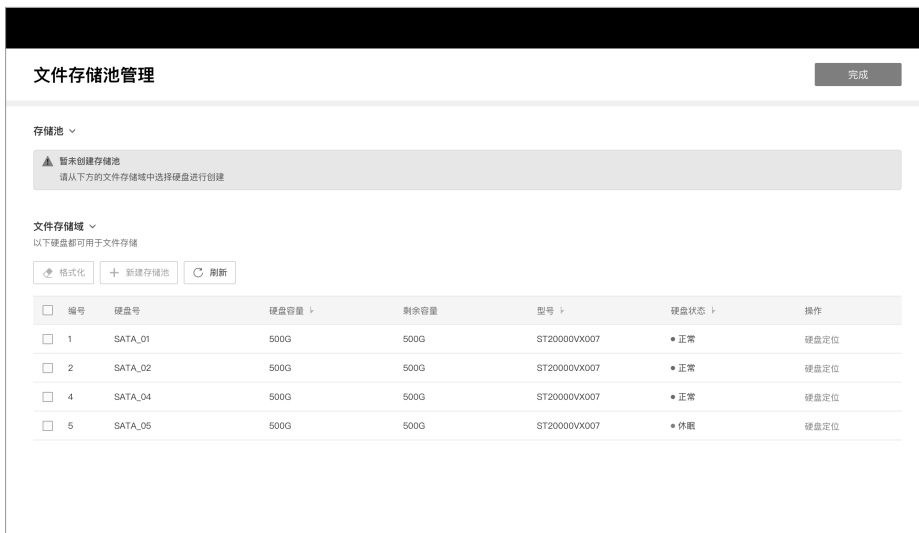 文件存储池管理
完成
存储池
暂未创建存储池
请从下方的文件存储域中选择硬盘进行创建
文件存储域
以下硬盘都可用于文件存储
格式化 新建存储池 刷新
编号 硬盘号 硬盘容量 剩余容量 型号 硬盘状态 操作
1 SATA_01 500G 500G ST20000VX007 正常 硬盘定位
2 SATA_02 500G 500G ST20000VX007 正常 硬盘定位
4 SATA_04 500G 500G ST20000VX007 正常 硬盘定位
5 SATA_05 500G 500G ST20000VX007 休眠 硬盘定位